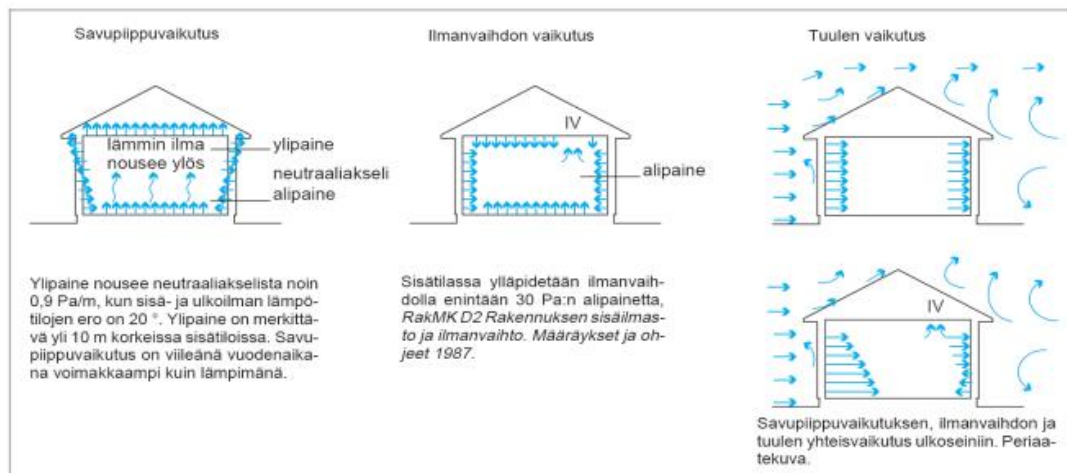 Savupiippuvaikutus
lämmin ilma
nousee ylös
ylipaine
neutraaliakseli
alipaine
Ylipaine nousee neutraaliakselista noin
0,9 Pa/m, kun sisä- ja ulkoilman lämpö-
tilojen ero on 20 °. Ylipaine on merkittä-
vä yli 10 m korkeissa sisätiloissa. Savu-
piippuvaikutus on viileänä vuodenaika-
na voimakkaampi kuin lämpimänä.
Ilmanvaihdon vaikutus
IV
alipaine
Sisätilassa ylläpidetään ilmanvaih-
dolla enintään 30 Pa:n alipainetta,
RakMK D2 Rakennuksen sisäilmas-
to ja ilmanvaihto. Määräykset ja oh-
jeet 1987.
Tuulen vaikutus
IV
Savupiippuvaikutuksen, ilmanvaihdon ja
tuulen yhteisvaikutus ulkoseiniin. Periaa-
tekuva.